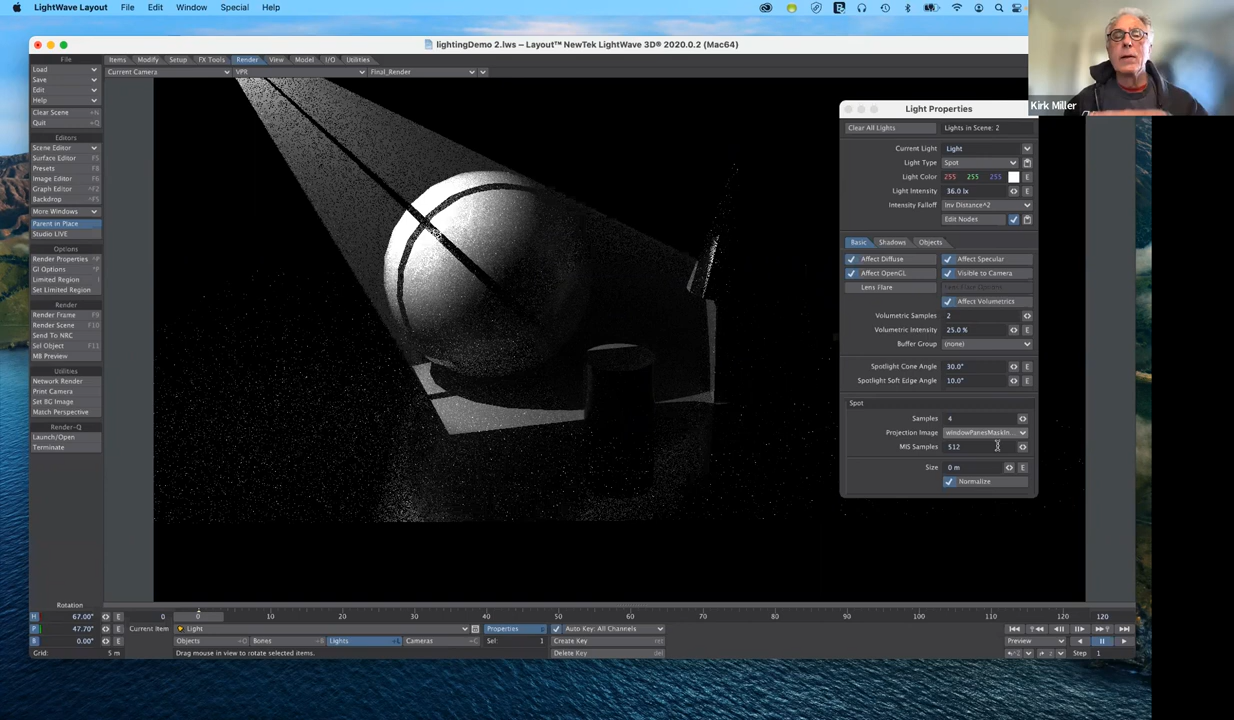 LightWave Layout File Edit Window Special Help
lightingDemo 2.lws – Layout™ NewTek LightWave 3D® 2020.0.2 (Mac64)
File
Items Modify Setup FX Tools Render View Model I/O Utilities
Load
Current Camera VPR Final_Render
Save
Edit
Help
Clear Scene +N
Quit +Q
Editors
Scene Editor
Surface Editor F5
Presets F8
Image Editor F6
Graph Editor ^F2
Backdrop ^F5
More Windows
Parent in Place
Studio LIVE
Options
Render Properties ^P
GI Options ^F
Limited Region
Set Limited Region
Render
Render Frame F9
Render Scene F10
Send To NRC
Sel Object F11
MB Preview
Utilities
Network Render
Print Camera
Set BG Image
Match Perspective
Render-Q
Launch/Open
Terminate
Kirk Miller
Light Properties
Clear All Lights Lights in Scene: 2
Current Light Light
Light Type Spot
Light Color 255 255 255 E
Light Intensity 36.0 lx E
Intensity Falloff Inv Distance^2
Edit Nodes
Basic Shadows Objects
Affect Diffuse Affect Specular
Affect OpenGL Visible to Camera
Lens Flare
Affect Volumetrics
Volumetric Samples 2
Volumetric Intensity 25.0 % E
Buffer Group (none)
Spotlight Cone Angle 30.0° E
Spotlight Soft Edge Angle 10.0° E
Spot
Samples 4
Projection Image windowPanesMaskIn
MIS Samples 512
Size 0 m E
Normalize
Rotation
H 67.00° E 0 0 10 20 30 40 50 60 70 80 90 100 110 120 120
P 47.70° E Current Item Light Properties Auto Key: All Channels
B 0.00° E Objects +O Bones Lights +L Cameras Sel: 1 Create Key Preview
Grid: 5 m Drag mouse in view to rotate selected items. Delete Key Step 1